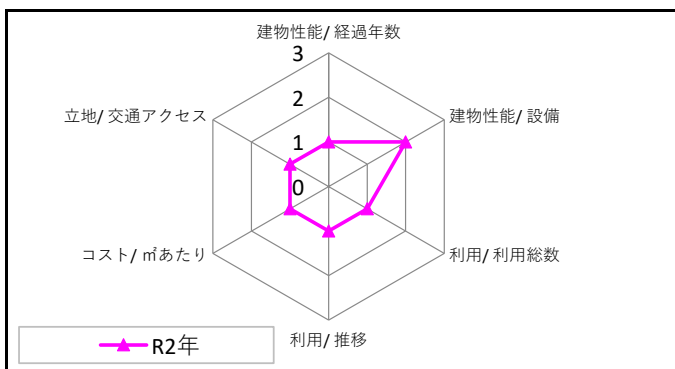 建物性能/ 経過年数
3
立地/ 交通アクセス
2
建物性能/ 設備
1
0
コスト/ ㎡あたり
利用/ 利用総数
利用/ 推移
R2年